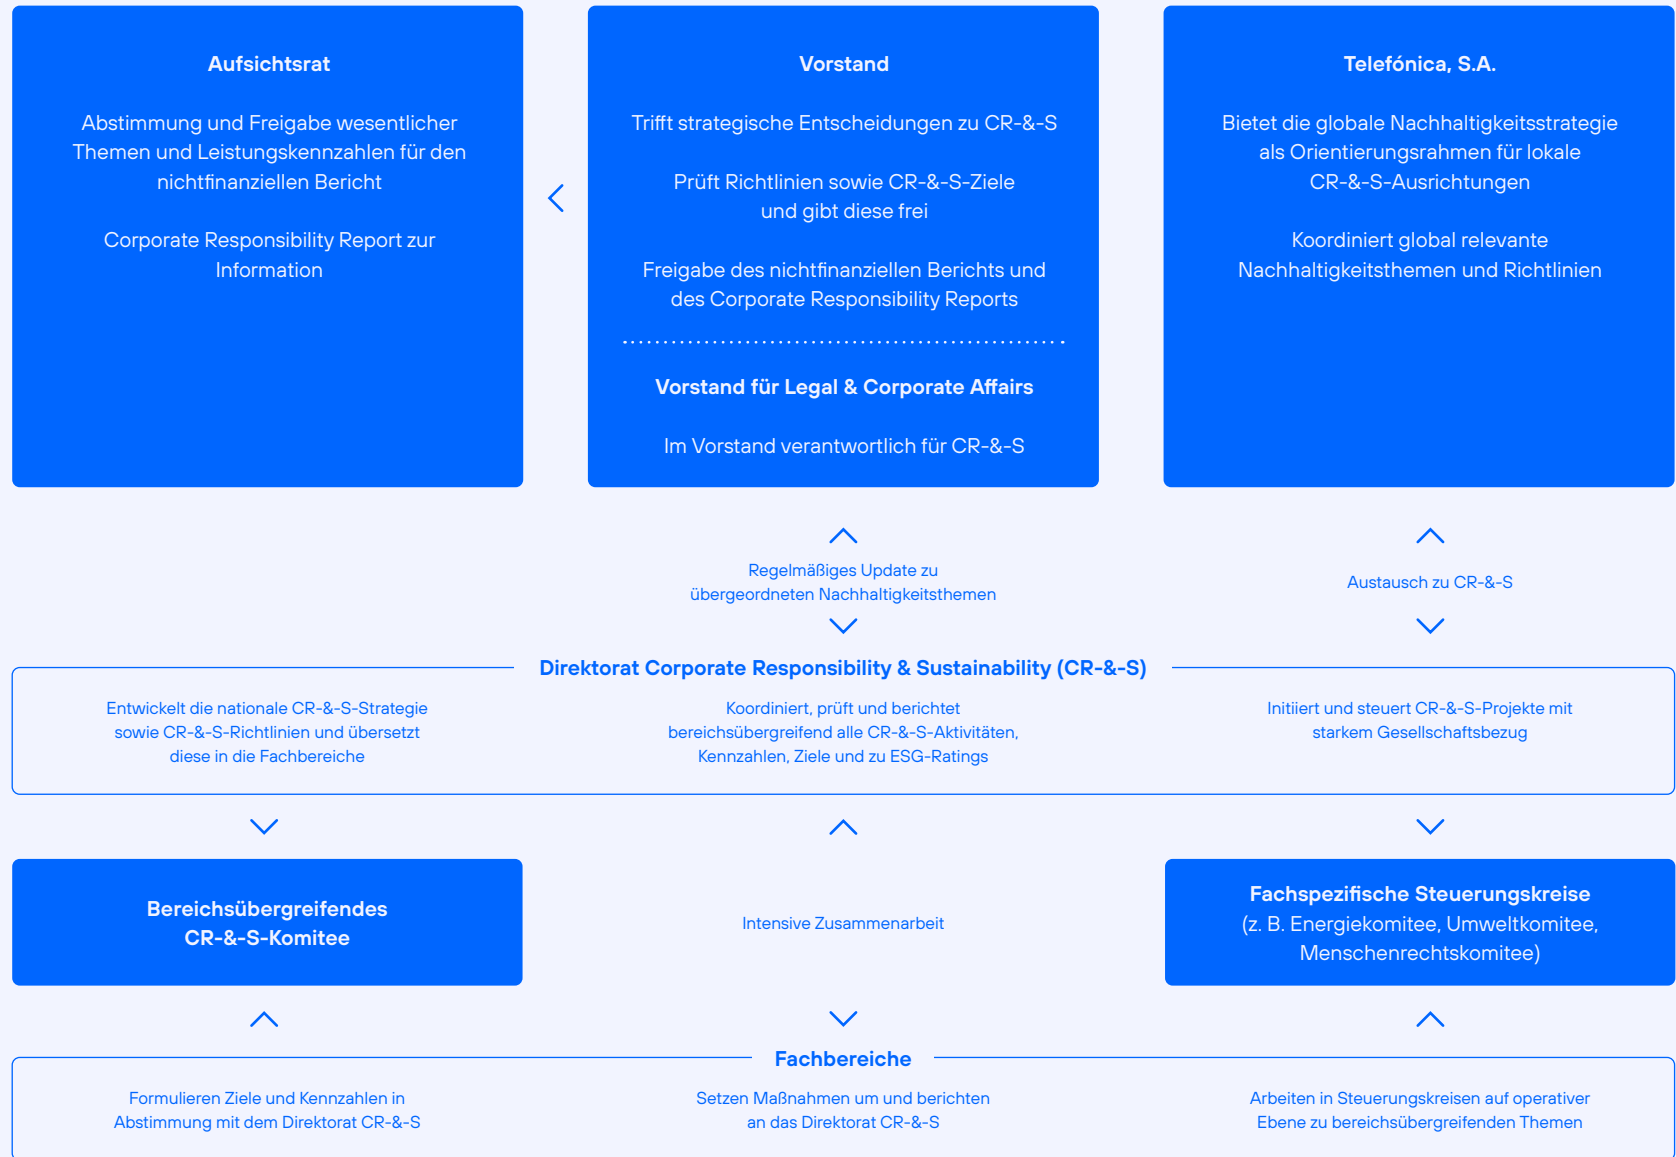 Aufsichtsrat
Abstimmung und Freigabe wesentlicher
Themen und Leistungskennzahlen für den
nichtfinanziellen Bericht
Corporate Responsibility Report zur
Information
Vorstand
Trifft strategische Entscheidungen zu CR-&-S
Prüft Richtlinien sowie CR-&-S-Ziele
und gibt diese frei
Freigabe des nichtfinanziellen Berichts und
des Corporate Responsibility Reports
Vorstand für Legal & Corporate Affairs
Im Vorstand verantwortlich für CR-&-S
Telefónica, S.A.
Bietet die globale Nachhaltigkeitsstrategie
als Orientierungsrahmen für lokale
CR-&-S-Ausrichtungen
Koordiniert global relevante
Nachhaltigkeitsthemen und Richtlinien
Regelmäßiges Update zu
übergeordneten Nachhaltigkeitsthemen
Austausch zu CR-&-S
Direktorat Corporate Responsibility & Sustainability (CR-&-S)
Entwickelt die nationale CR-&-S-Strategie
sowie CR-&-S-Richtlinien und übersetzt
diese in die Fachbereiche
Koordiniert, prüft und berichtet
bereichsübergreifend alle CR-&-S-Aktivitäten,
Kennzahlen, Ziele und zu ESG-Ratings
Initiiert und steuert CR-&-S-Projekte mit
starkem Gesellschaftsbezug
Bereichsübergreifendes
CR-&-S-Komitee
Intensive Zusammenarbeit
Fachspezifische Steuerungskreise
(z. B. Energiekomitee, Umweltkomitee,
Menschenrechtskomitee)
Fachbereiche
Formulieren Ziele und Kennzahlen in
Abstimmung mit dem Direktorat CR-&-S
Setzen Maßnahmen um und berichten
an das Direktorat CR-&-S
Arbeiten in Steuerungskreisen auf operativer
Ebene zu bereichsübergreifenden Themen